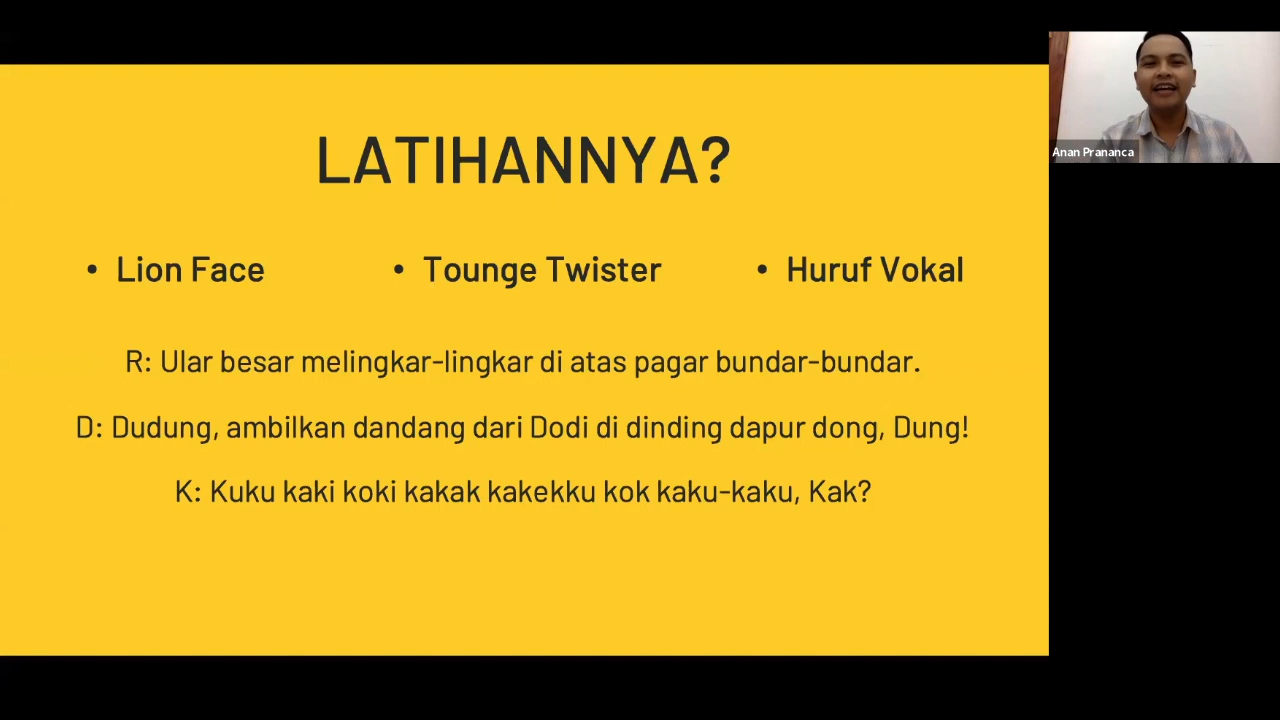 LATIHANNYA?
• Lion Face • Tounge Twister • Huruf Vokal
R: Ular besar melingkar-lingkar di atas pagar bundar-bundar.
D: Dudung, ambilkan dandang dari Dodi di dinding dapur dong, Dung!
K: Kuku kaki koki kakak kakekku kok kaku-kaku, Kak?
Anan Prananca